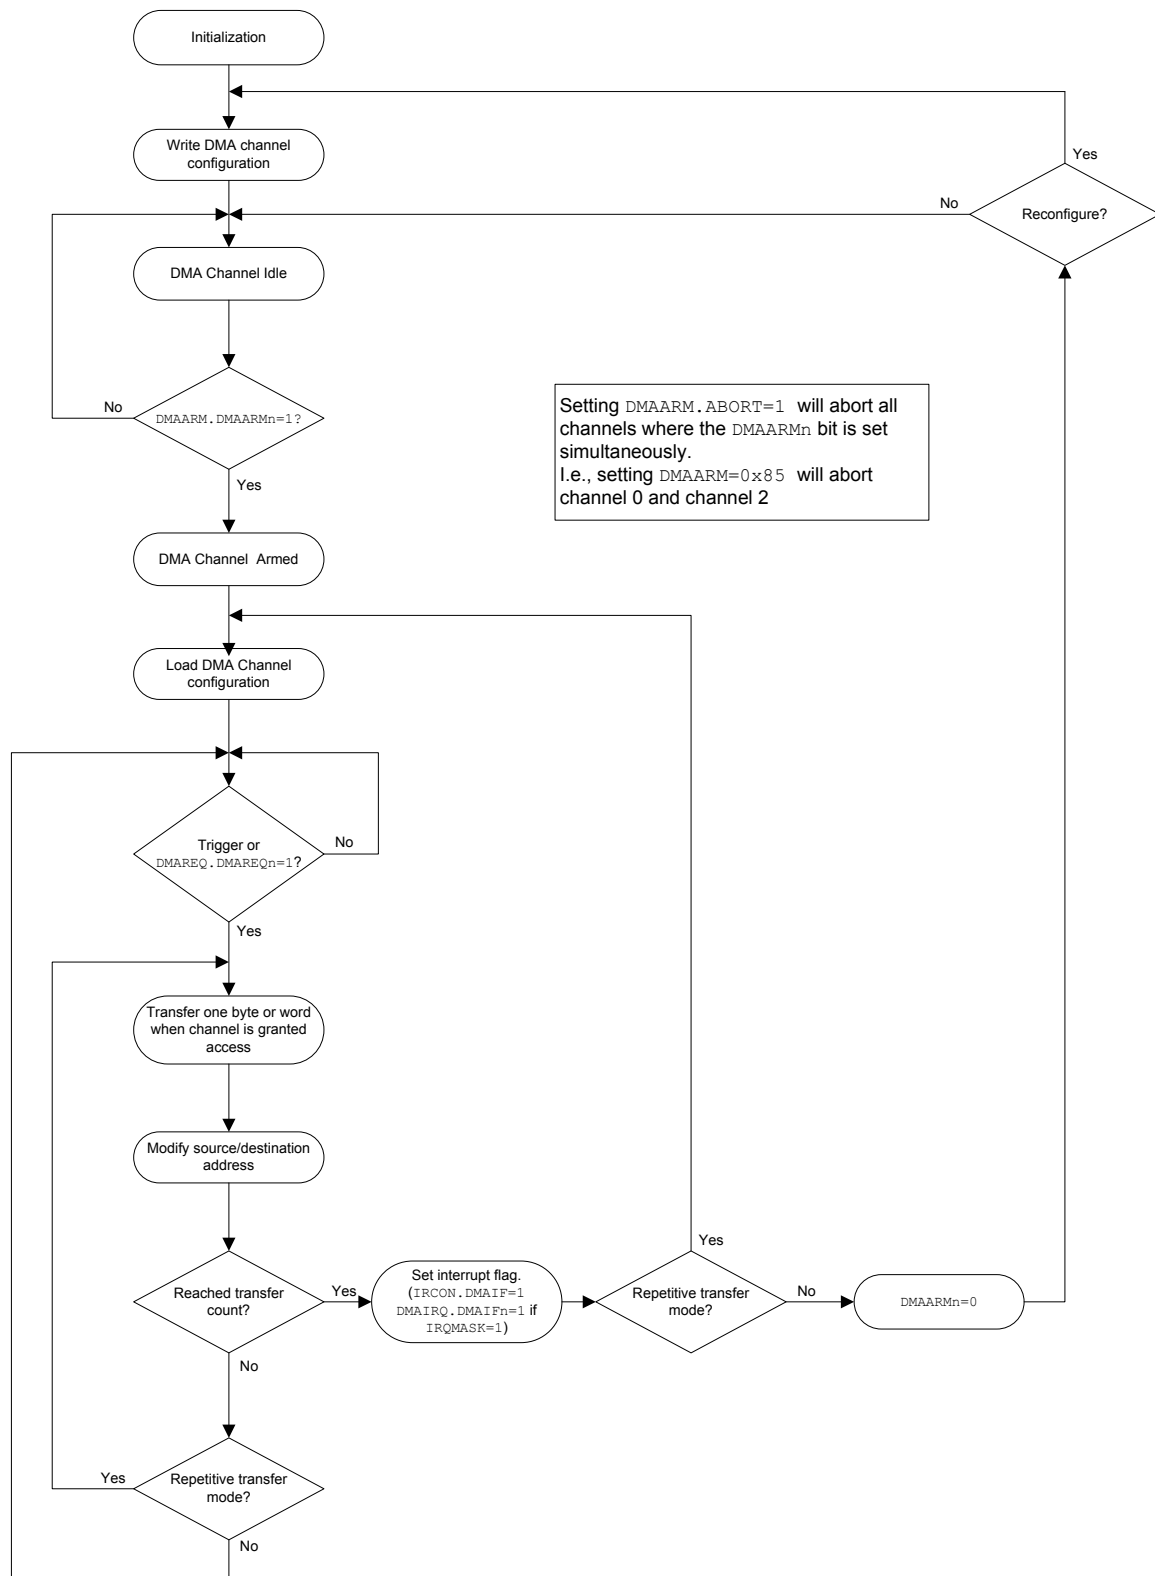 Initialization
Write DMA channel
configuration
Yes
No
Reconfigure?
DMA Channel Idle
No
DMAARM.DMAARMn=1?
Setting DMAARM.ABORT=1 will abort all
channels where the DMAARMn bit is set
simultaneously.
I.e., setting DMAARM=0x85 will abort
channel 0 and channel 2
Yes
DMA Channel Armed
Load DMA Channel
configuration
Trigger or
DMAREQ.DMAREQn=1?
No
Yes
Transfer one byte or word
when channel is granted
access
Modify source/destination
address
Reached transfer
count?
Yes
Set interrupt flag.
(IRCON.DMAIF=1
DMAIRQ.DMAIFn=1 if
IRQMASK=1)
Yes
Repetitive transfer
mode?
No
DMAARMn=0
No
Yes
Repetitive transfer
mode?
No